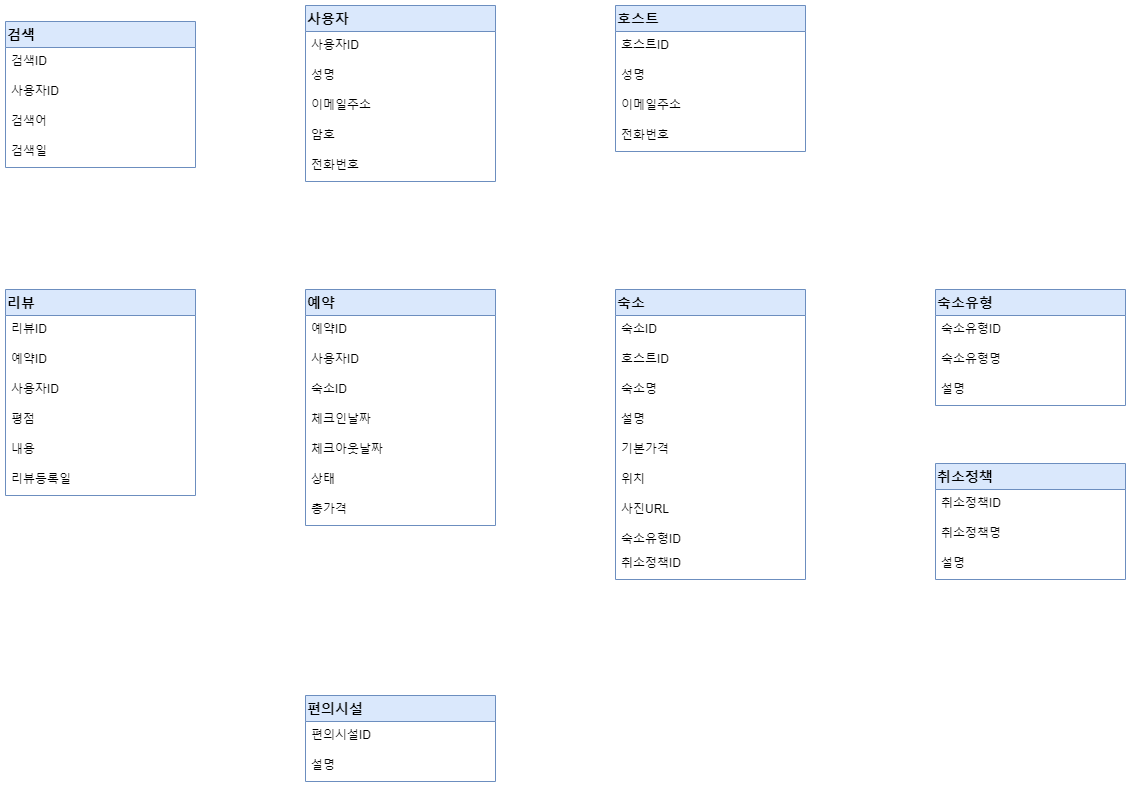 검색
검색ID
사용자ID
검색어
검색일
사용자
사용자ID
성명
이메일주소
암호
전화번호
호스트
호스트ID
성명
이메일주소
전화번호
리뷰
리뷰ID
예약ID
사용자ID
평점
내용
리뷰등록일
예약
예약ID
사용자ID
숙소ID
체크인날짜
체크아웃날짜
상태
총가격
숙소
숙소ID
호스트ID
숙소명
설명
기본가격
위치
사진URL
숙소유형ID
취소정책ID
숙소유형
숙소유형ID
숙소유형명
설명
취소정책
취소정책ID
취소정책명
설명
편의시설
편의시설ID
설명